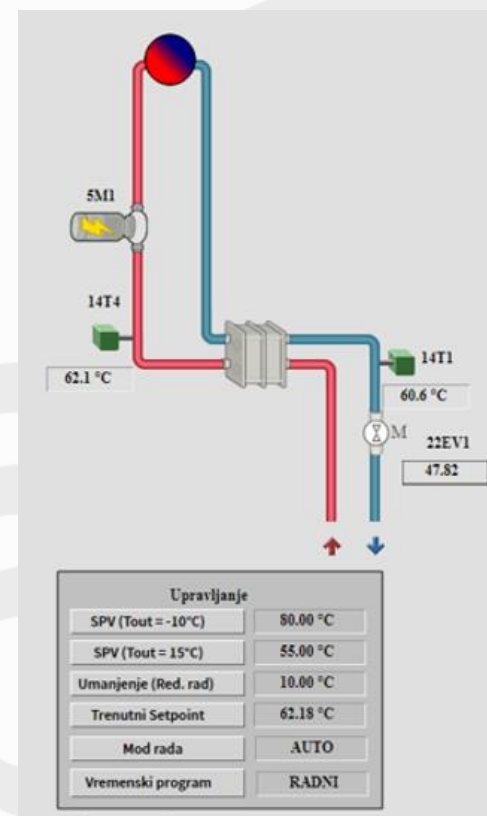 5M1
14T4
62.1 °C
14T1
60.6 °C
M
22EV1
47.82
Upravljanje
SPV (Tout = -10°C) 80.00 °C
SPV (Tout = 15°C) 55.00 °C
Umanjenje (Red. rad) 10.00 °C
Trenutni Setpoint 62.18 °C
Mod rada AUTO
Vremenski program RADNI